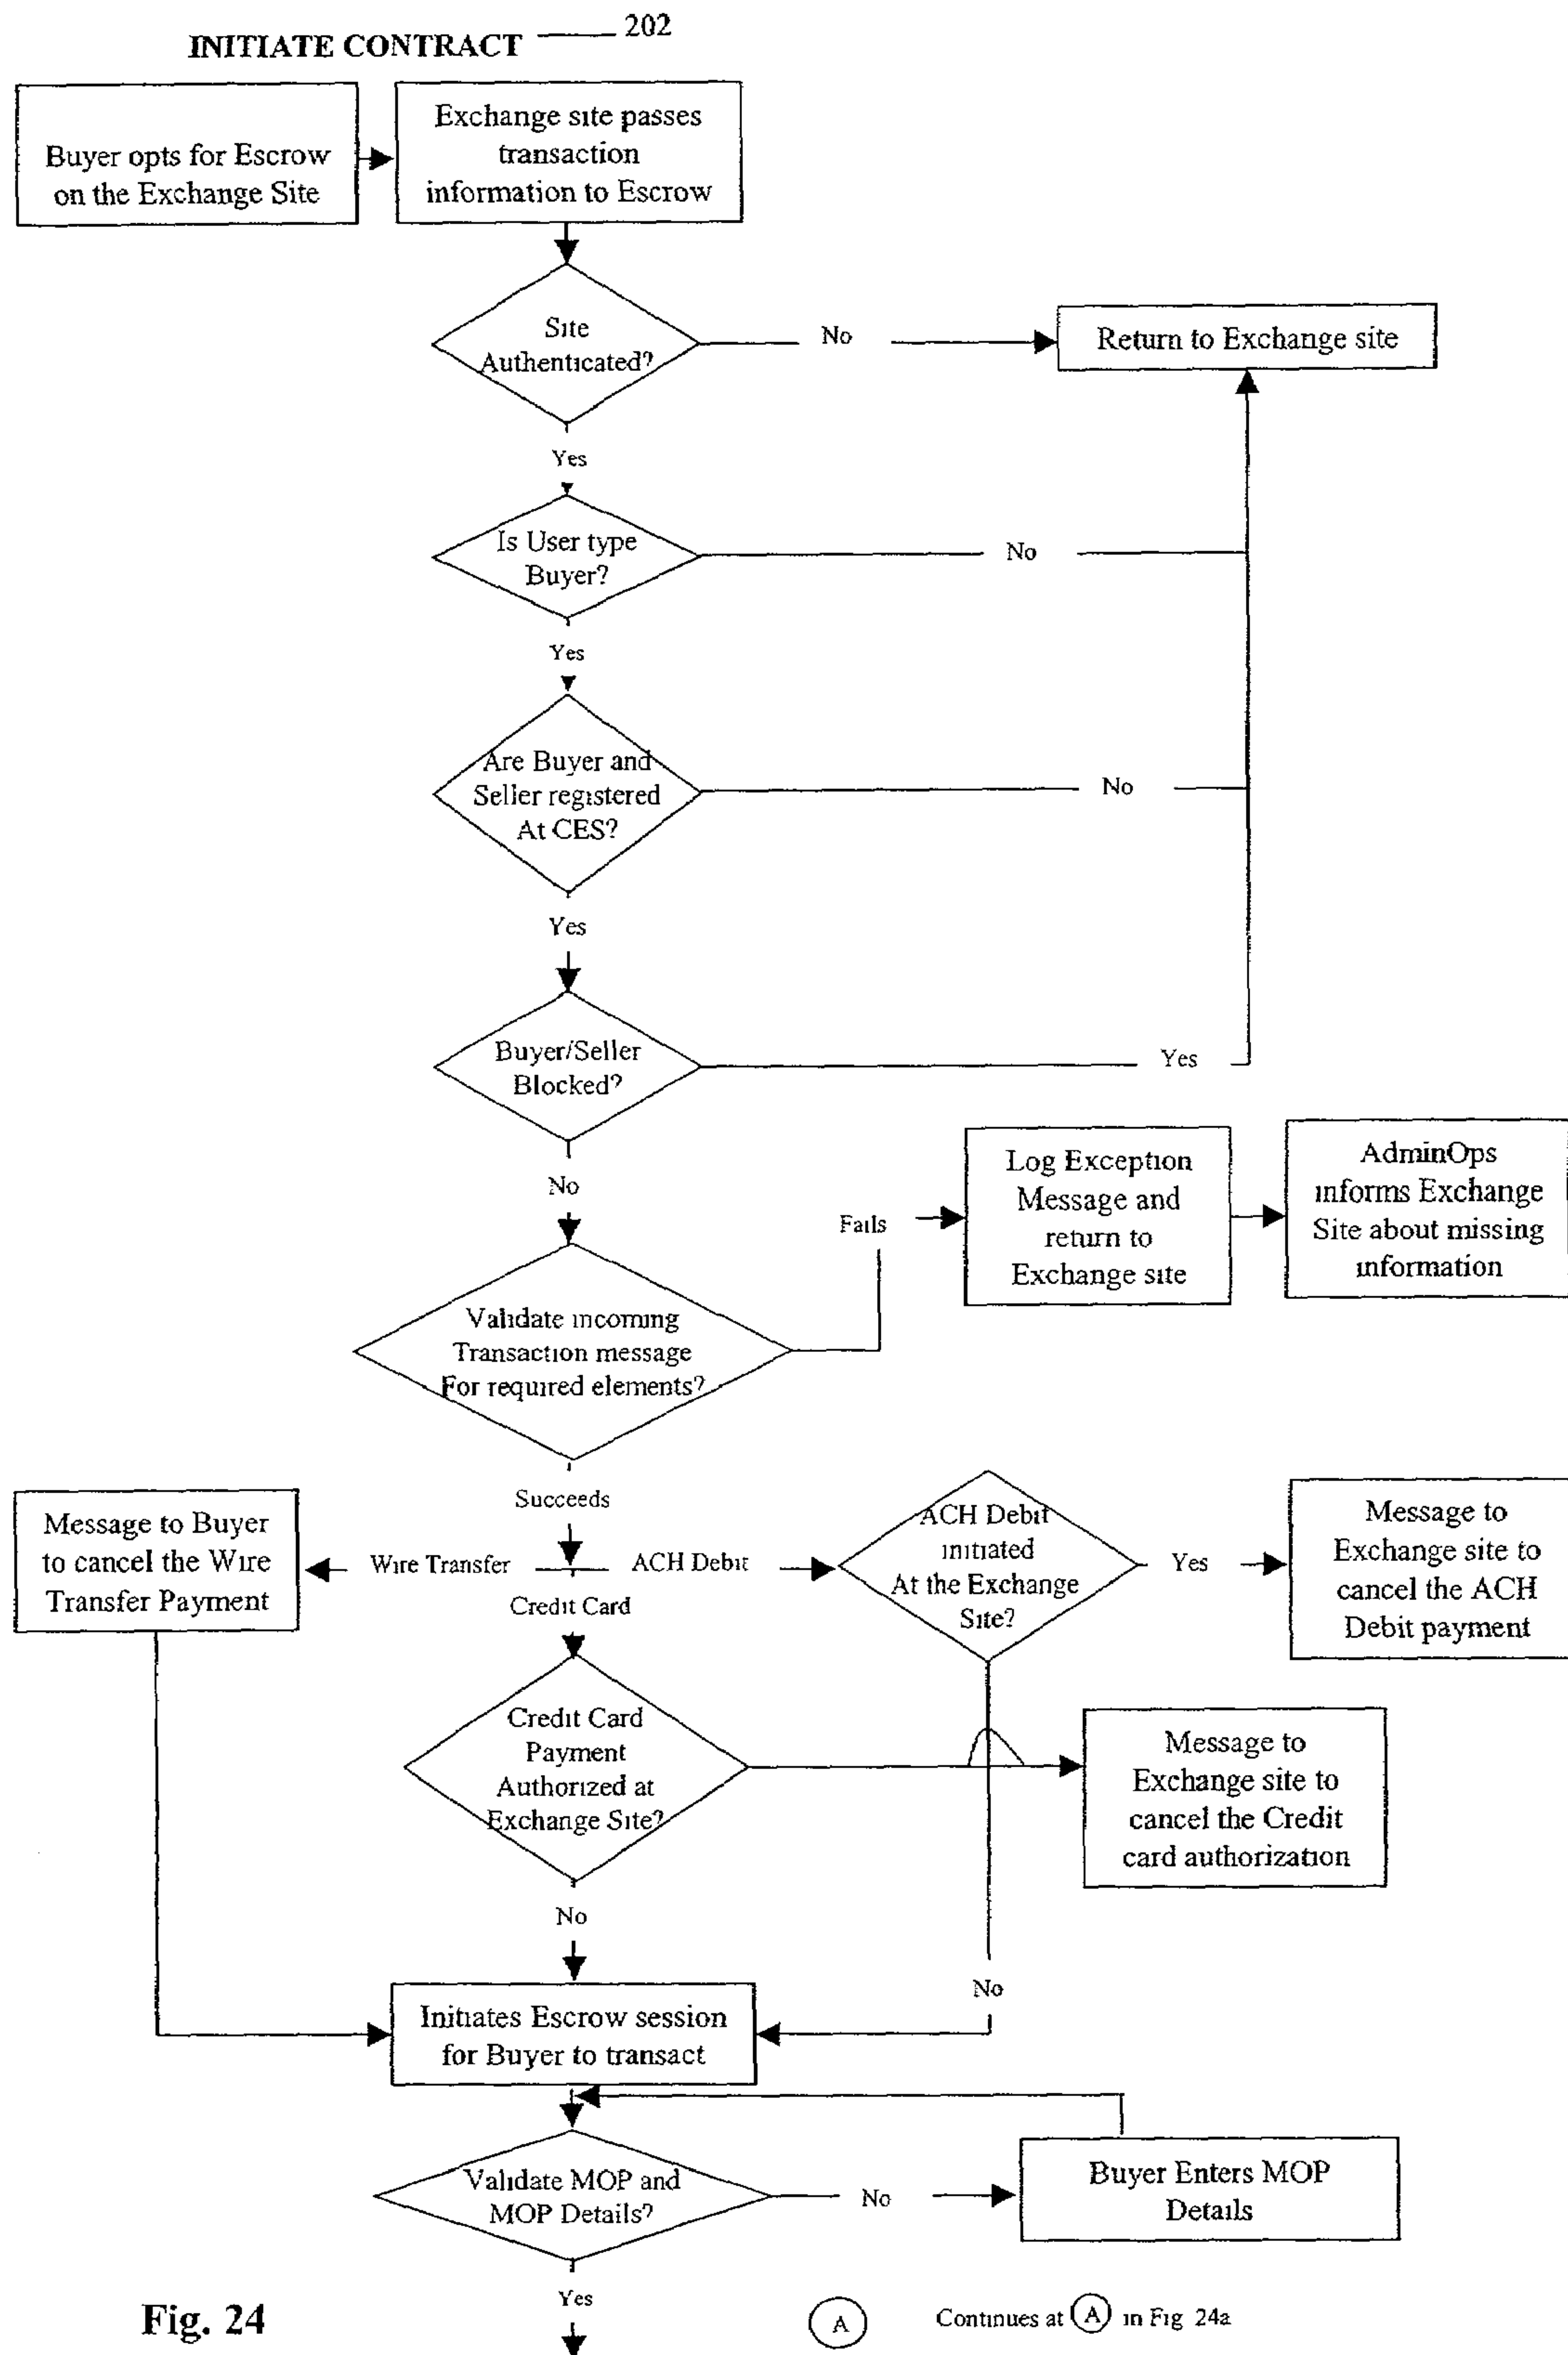 INITIATE CONTRACT 202
Buyer opts for Escrow
on the Exchange Site
Exchange site passes
transaction
information to Escrow
Site
Authenticated?
No
Return to Exchange site
Yes
Is User type
Buyer?
No
Yes
Are Buyer and
Seller registered
At CES?
No
Yes
Buyer/Seller
Blocked?
Yes
No
Validate incoming
Transaction message
For required elements?
Fails
Log Exception
Message and
return to
Exchange site
AdminOps
informs Exchange
Site about missing
information
Succeeds
Message to Buyer
to cancel the Wire
Transfer Payment
Wire Transfer
ACH Debit
Credit Card
ACH Debit
initiated
At the Exchange
Site?
Yes
Message to
Exchange site to
cancel the ACH
Debit payment
Credit Card
Payment
Authorized at
Exchange Site?
Message to
Exchange site to
cancel the Credit
card authorization
No
No
Initiates Escrow session
for Buyer to transact
Validate MOP and
MOP Details?
No
Buyer Enters MOP
Details
Yes
Fig. 24
A
Continues at A in Fig 24a